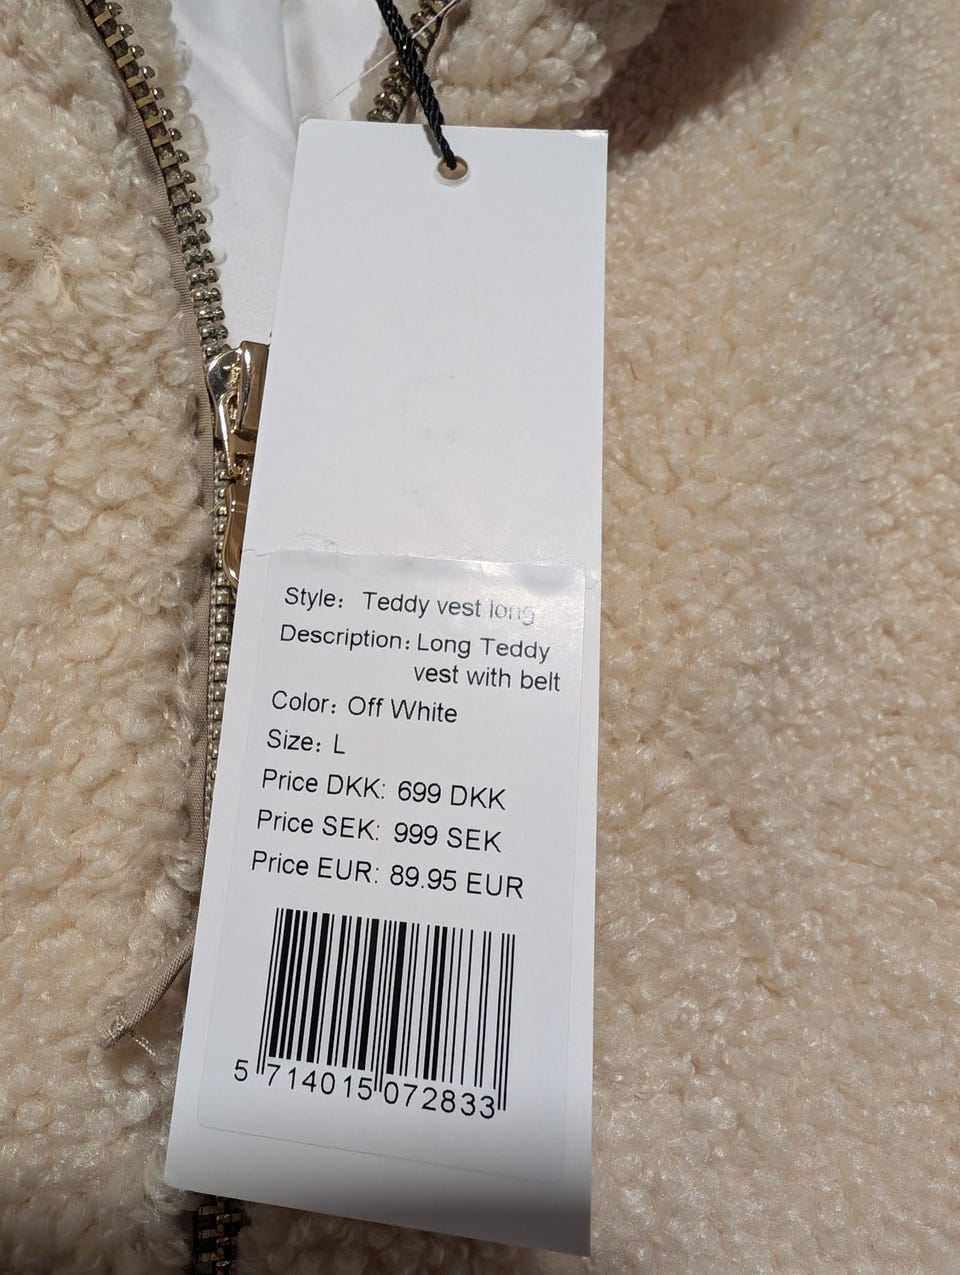 Style: Teddy vest long
Description: Long Teddy
vest with belt
Color: Off White
Size: L
Price DKK: 699 DKK
Price SEK: 999 SEK
Price EUR: 89.95 EUR
5 714015 072833